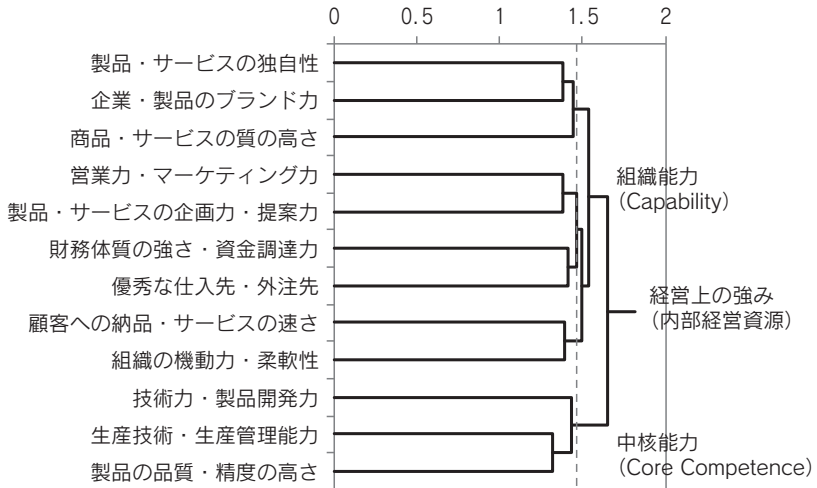 0 0.5 1 1.5 2
製品・サービスの独自性
企業・製品のブランド力
商品・サービスの質の高さ
営業力・マーケティング力
製品・サービスの企画力・提案力
財務体質の強さ・資金調達力
優秀な仕入先・外注先
顧客への納品・サービスの速さ
組織の機動力・柔軟性
技術力・製品開発力
生産技術・生産管理能力
製品の品質・精度の高さ
組織能力
（Capability）
経営上の強み
（内部経営資源）
中核能力
（Core Competence）